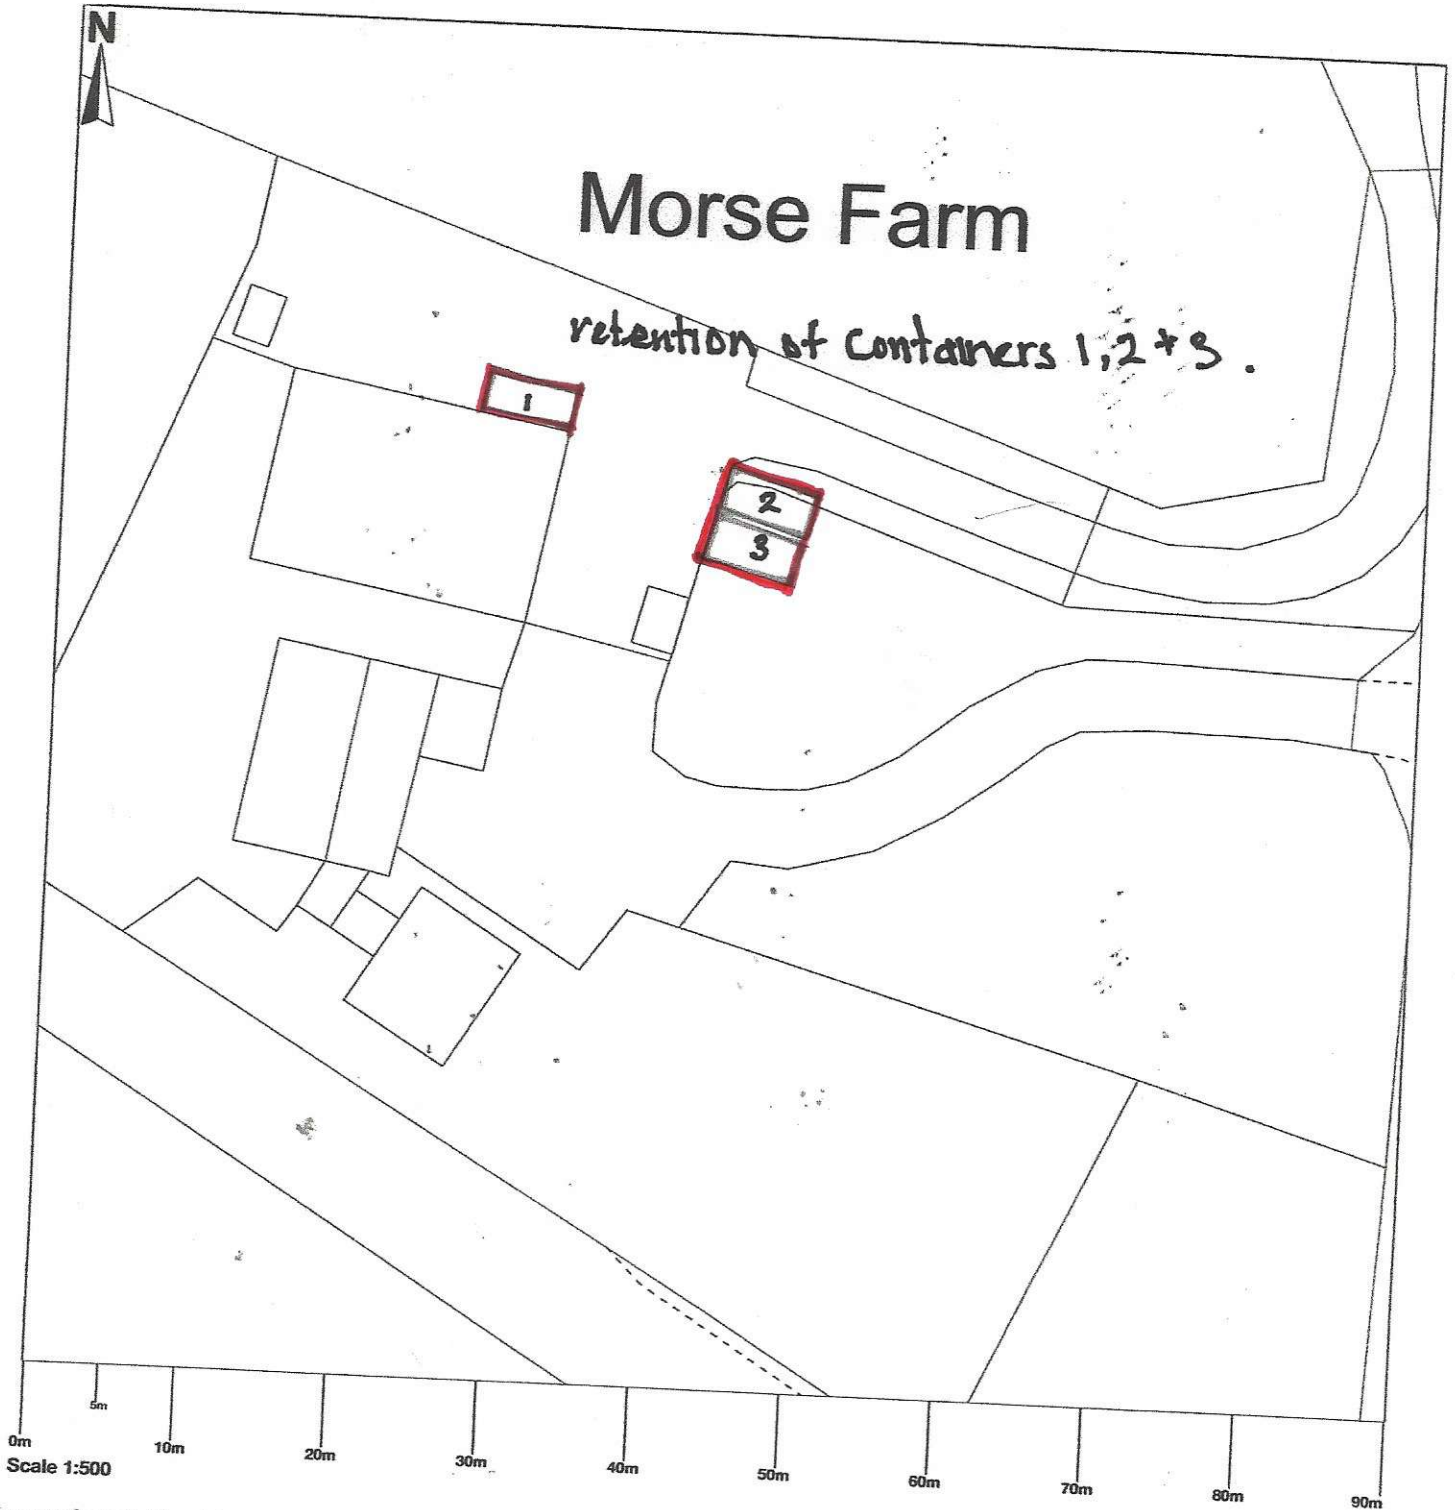 N
Morse Farm
retention of Containers 1,2 + 3 .
1
2
3
5m
0m 10m 20m 30m 40m 50m 60m 70m 80m 90m
Scale 1:500